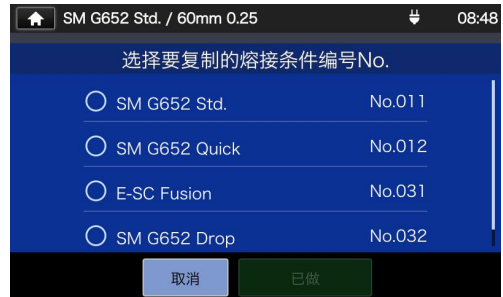 SM G652 Std. / 60mm 0.25 08:48
选择要复制的熔接条件编号No.
SM G652 Std. No.011
SM G652 Quick No.012
E-SC Fusion No.031
SM G652 Drop No.032
取消 已做